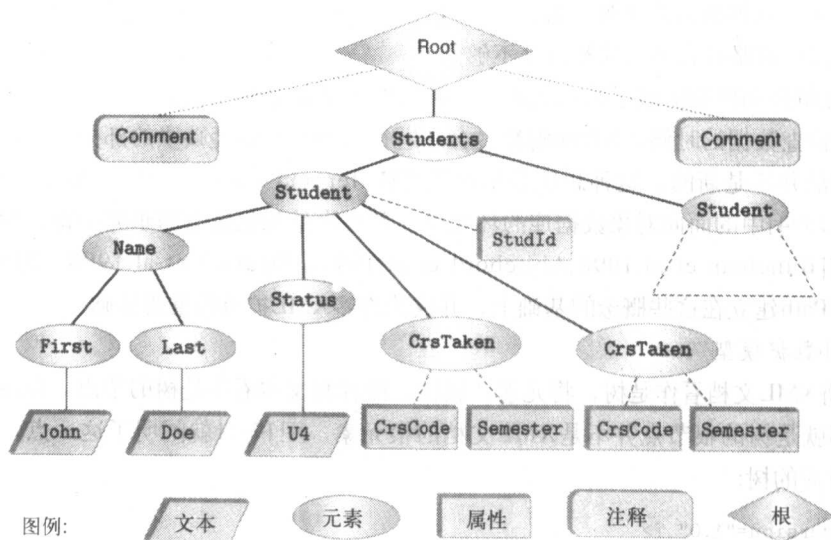 Root
Comment
Students
Comment
Student
Student
StudId
Name
Status
First
Last
CrsTaken
CrsTaken
John
Doe
U4
CrsCode
Semester
CrsCode
Semester
图例:
文本
元素
属性
注释
根